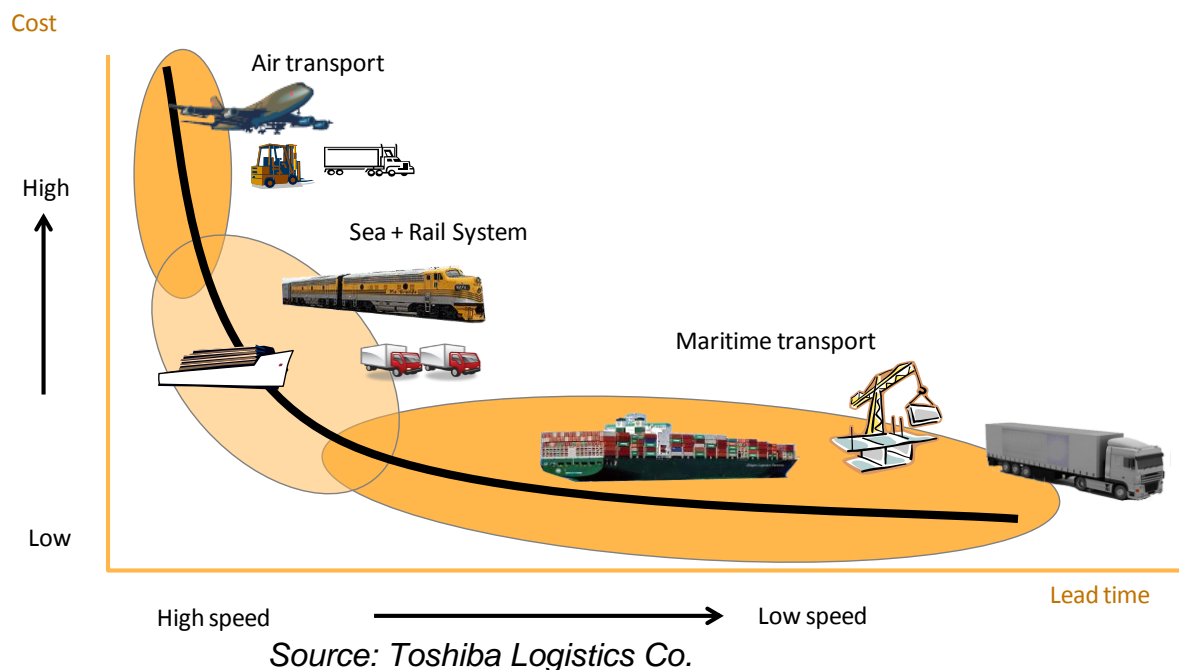 Cost
Air transport
High
Sea + Rail System
Maritime transport
Low
Lead time
High speed
Low speed
Source: Toshiba Logistics Co.